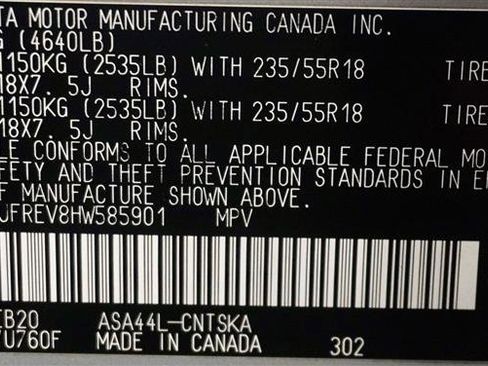 TA MOTOR MANUFACTURING CANADA INC.
G (4640LB)
1150KG (2535LB) WITH 235/55R18 TIRE
18X7. 5J RIMS.
1150KG (2535LB) WITH 235/55R18 TIRE
18X7. 5J RIMS.
LE CONFORMS TO ALL APPLICABLE FEDERAL MO
FETY AND THEFT PREVENTION STANDARDS IN E
OF MANUFACTURE SHOWN ABOVE.
JFREV8HW585901 MPV
EB20 ASA44L-CNTSKA
U760F MADE IN CANADA 302